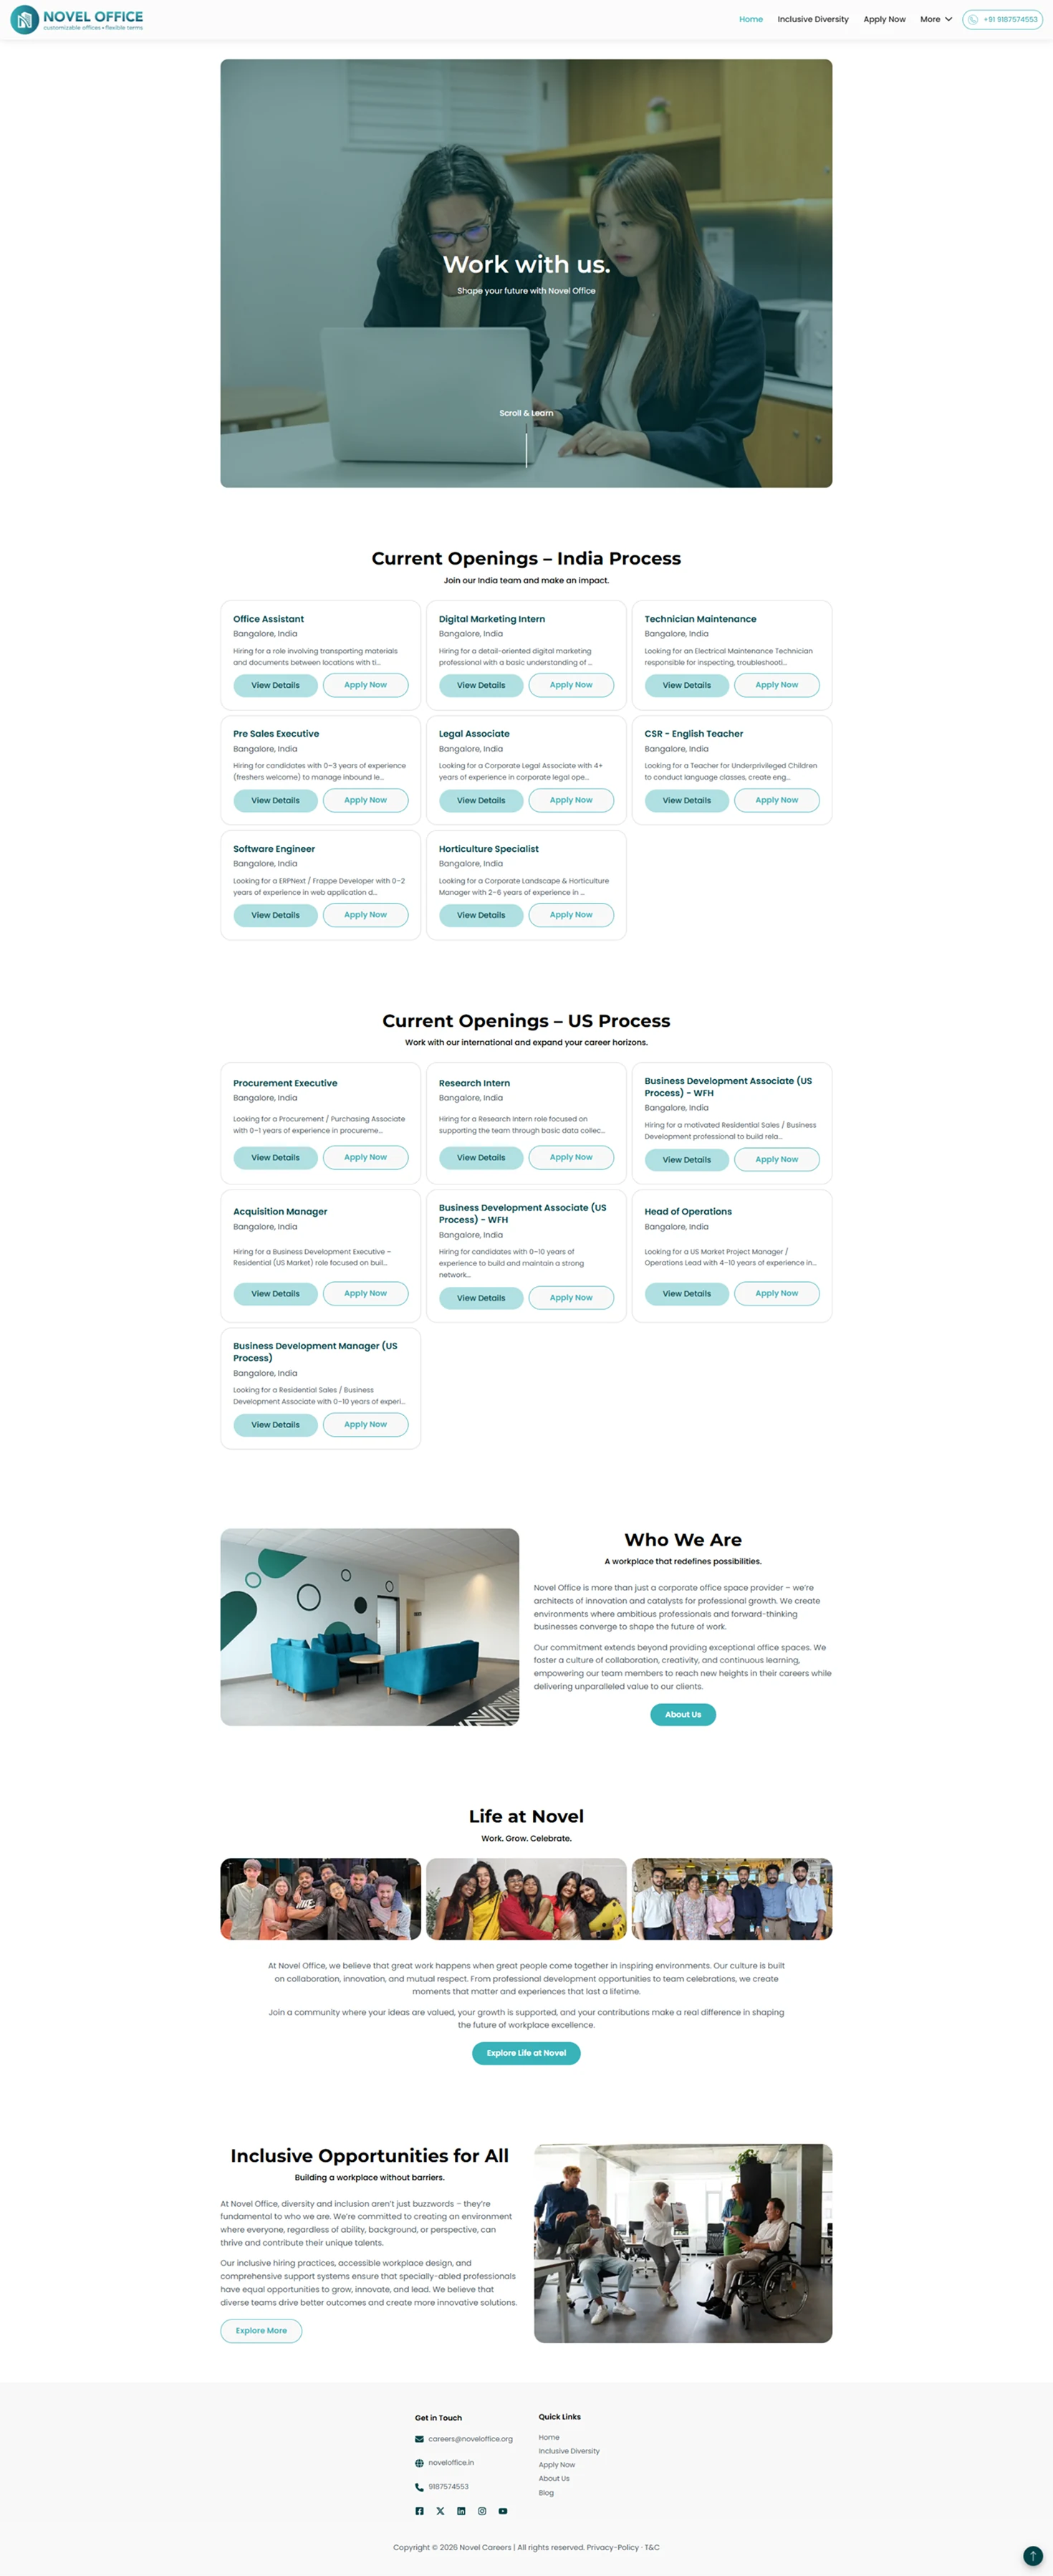 NOVEL OFFICE
customizable offices • flexible terms
Home
Inclusive Diversity
Apply Now
More
+91 9187574553
Work with us.
Shape your future with Novel Office
Scroll & Learn
Current Openings – India Process
Join our India team and make an impact.
Office Assistant
Bangalore, India
Hiring for a role involving transporting materials
and documents between locations with ti...
View Details
Apply Now
Digital Marketing Intern
Bangalore, India
Hiring for a detail-oriented digital marketing
professional with a basic understanding of ...
View Details
Apply Now
Technician Maintenance
Bangalore, India
Looking for an Electrical Maintenance Technician
responsible for inspecting, troubleshooti...
View Details
Apply Now
Pre Sales Executive
Bangalore, India
Hiring for candidates with 0–3 years of experience
(freshers welcome) to manage inbound le...
View Details
Apply Now
Legal Associate
Bangalore, India
Looking for a Corporate Legal Associate with 4+
years of experience in corporate legal ope...
View Details
Apply Now
CSR - English Teacher
Bangalore, India
Looking for a Teacher for Underprivileged Children
to conduct language classes, create eng...
View Details
Apply Now
Software Engineer
Bangalore, India
Looking for a ERPNext / Frappe Developer with 0–2
years of experience in web application d...
View Details
Apply Now
Horticulture Specialist
Bangalore, India
Looking for a Corporate Landscape & Horticulture
Manager with 2–6 years of experience in ...
View Details
Apply Now
Current Openings – US Process
Work with our international and expand your career horizons.
Procurement Executive
Bangalore, India
Looking for a Procurement / Purchasing Associate
with 0–1 years of experience in procureme...
View Details
Apply Now
Research Intern
Bangalore, India
Hiring for a Research Intern role focused on
supporting the team through basic data collec...
View Details
Apply Now
Business Development Associate (US
Process) - WFH
Bangalore, India
Hiring for a motivated Residential Sales / Business
Development professional to build rela...
View Details
Apply Now
Acquisition Manager
Bangalore, India
Hiring for a Business Development Executive –
Residential (US Market) role focused on buil...
View Details
Apply Now
Business Development Associate (US
Process) - WFH
Bangalore, India
Hiring for candidates with 0–10 years of
experience to build and maintain a strong
network...
View Details
Apply Now
Head of Operations
Bangalore, India
Looking for a US Market Project Manager /
Operations Lead with 4–10 years of experience in...
View Details
Apply Now
Business Development Manager (US
Process)
Bangalore, India
Looking for a Residential Sales / Business
Development Associate with 0–10 years of experi...
View Details
Apply Now
Who We Are
A workplace that redefines possibilities.
Novel Office is more than just a corporate office space provider – we're
architects of innovation and catalysts for professional growth. We create
environments where ambitious professionals and forward-thinking
businesses converge to shape the future of work.
Our commitment extends beyond providing exceptional office spaces. We
foster a culture of collaboration, creativity, and continuous learning,
empowering our team members to reach new heights in their careers while
delivering unparalleled value to our clients.
About Us
Life at Novel
Work. Grow. Celebrate.
At Novel Office, we believe that great work happens when great people come together in inspiring environments. Our culture is built
on collaboration, innovation, and mutual respect. From professional development opportunities to team celebrations, we create
moments that matter and experiences that last a lifetime.
Join a community where your ideas are valued, your growth is supported, and your contributions make a real difference in shaping
the future of workplace excellence.
Explore Life at Novel
Inclusive Opportunities for All
Building a workplace without barriers.
At Novel Office, diversity and inclusion aren't just buzzwords – they're
fundamental to who we are. We're committed to creating an environment
where everyone, regardless of ability, background, or perspective, can
thrive and contribute their unique talents.
Our inclusive hiring practices, accessible workplace design, and
comprehensive support systems ensure that specially-abled professionals
have equal opportunities to grow, innovate, and lead. We believe that
diverse teams drive better outcomes and create more innovative solutions.
Explore More
Get in Touch
careers@noveloffice.org
noveloffice.in
9187574553
Quick Links
Home
Inclusive Diversity
Apply Now
About Us
Blog
Copyright © 2026 Novel Careers | All rights reserved. Privacy-Policy · T&C